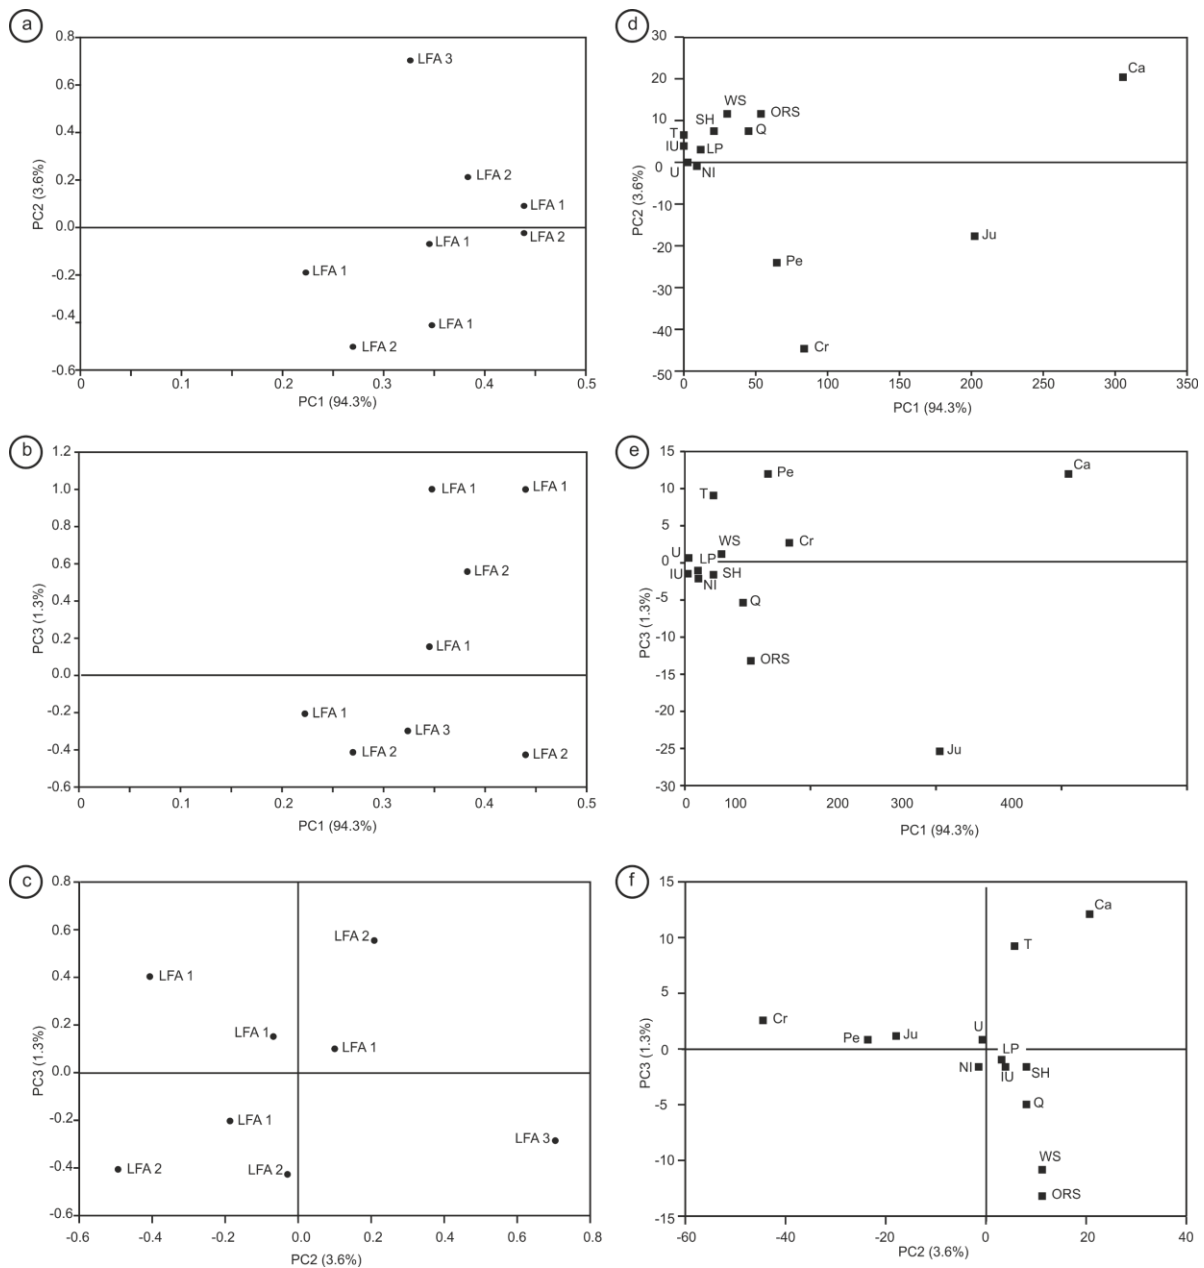 a
0.8
0.6
0.4
0.2
0.0
-0.2
-0.4
-0.6
PC2 (3.6%)
LFA 3
LFA 2
LFA 1
LFA 2
LFA 1
LFA 1
LFA 1
LFA 2
0
0.1
0.2
0.3
0.4
0.5
PC1 (94.3%)
d
30
20
10
0
-10
-20
-30
-40
-50
PC2 (3.6%)
Ca
WS
ORS
SH
Q
T
IU
LP
U
NI
Ju
Pe
Cr
0
50
100
150
200
250
300
350
PC1 (94.3%)
b
1.2
1.0
0.8
0.6
0.4
0.2
0.0
-0.2
-0.4
-0.6
PC3 (1.3%)
LFA 1
LFA 1
LFA 2
LFA 1
LFA 1
LFA 3
LFA 2
LFA 2
0
0.1
0.2
0.3
0.4
0.5
PC1 (94.3%)
e
15
10
5
0
-5
-10
-15
-20
-25
-30
PC3 (1.3%)
Pe
Ca
T
WS
Cr
U
LP
IU
SH
NI
Q
ORS
Ju
0
100
200
300
400
PC1 (94.3%)
c
0.8
0.6
0.4
0.2
0.0
-0.2
-0.4
-0.6
PC3 (1.3%)
LFA 2
LFA 1
LFA 1
LFA 1
LFA 1
LFA 3
LFA 2
LFA 2
-0.6
-0.4
-0.2
0.0
0.2
0.4
0.6
0.8
PC2 (3.6%)
f
15
10
5
0
-5
-10
-15
PC3 (1.3%)
Ca
T
Cr
Pe
Ju
U
LP
NI
IU
SH
Q
WS
ORS
-60
-40
-20
0
20
40
PC2 (3.6%)